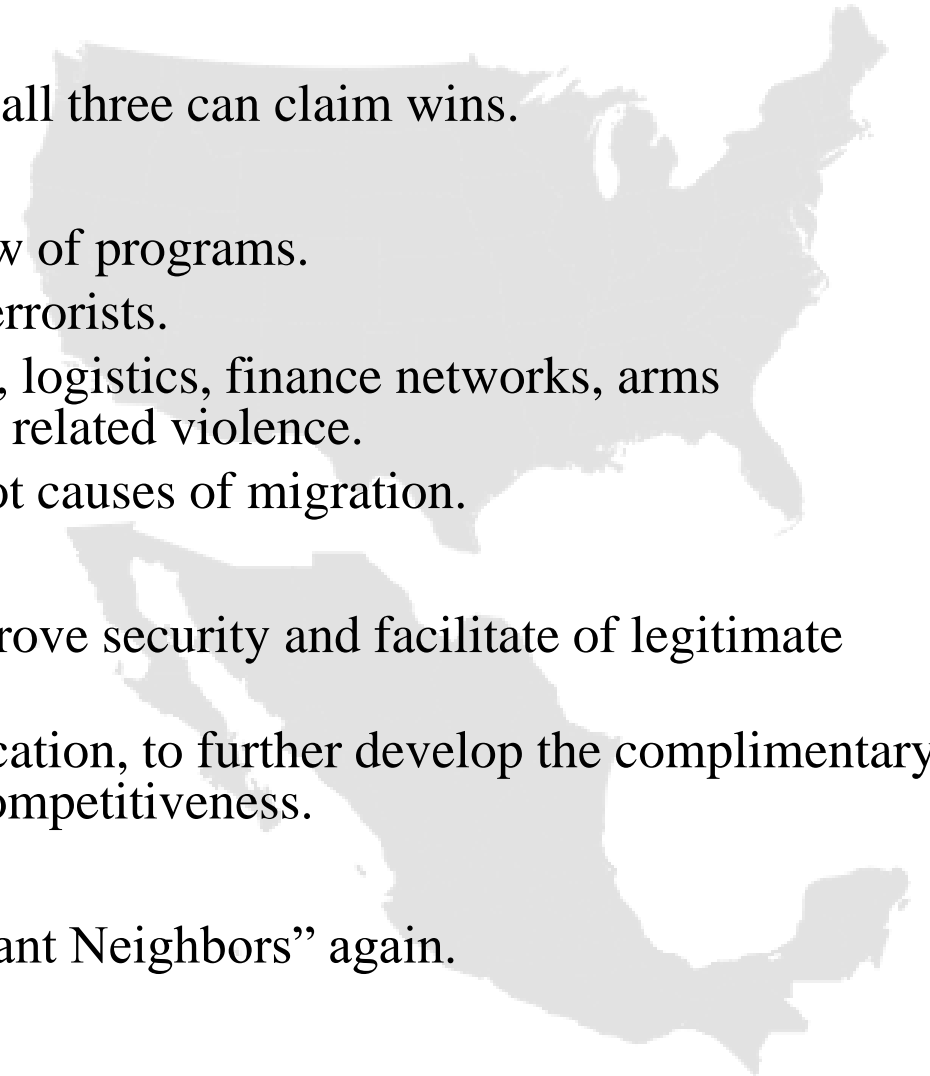 all three can claim wins.
w of programs.
errorists.
, logistics, finance networks, arms
related violence.
ot causes of migration.
rove security and facilitate of legitimate
cation, to further develop the complimentary
ompetitiveness.
ant Neighbors” again.